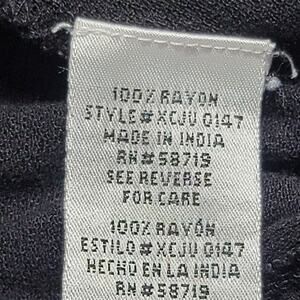 100% RAYON
STYLE# XCJU 0147
MADE IN INDIA
RN#58719
SEE REVERSE
FOR CARE
100% RAYÓN
ESTILO # XCJU 0147
HECHO EN LA INDIA
RN#58719